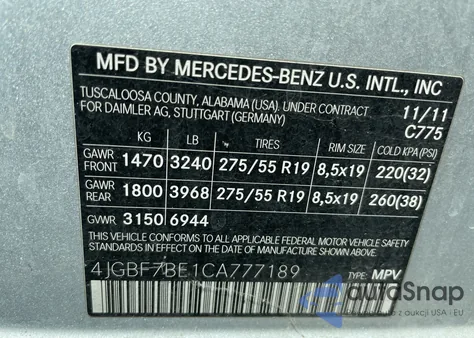 MFD BY MERCEDES-BENZ U.S. INTL., INC
TUSCALOOSA COUNTY, ALABAMA (USA). UNDER CONTRACT 11/11
FOR DAIMLER AG, STUTTGART (GERMANY) C775
KG LB TIRES RIM SIZE COLD KPA(PSI)
GAWR FRONT 1470 3240 275/55 R19 8,5x19 220(32)
GAWR REAR 1800 3968 275/55 R19 8,5x19 260(38)
GVWR 3150 6944
THIS VEHICLE CONFORMS TO ALL APPLICABLE FEDERAL MOTOR VEHICLE SAFETY
STANDARDS IN EFFECT ON THE DATE OF MANUFACTURE SHOWN ABOVE
4JGBF7BE1CA777189 TYPE: MPV
autoSnap
Авто з аукціонів USA і EU